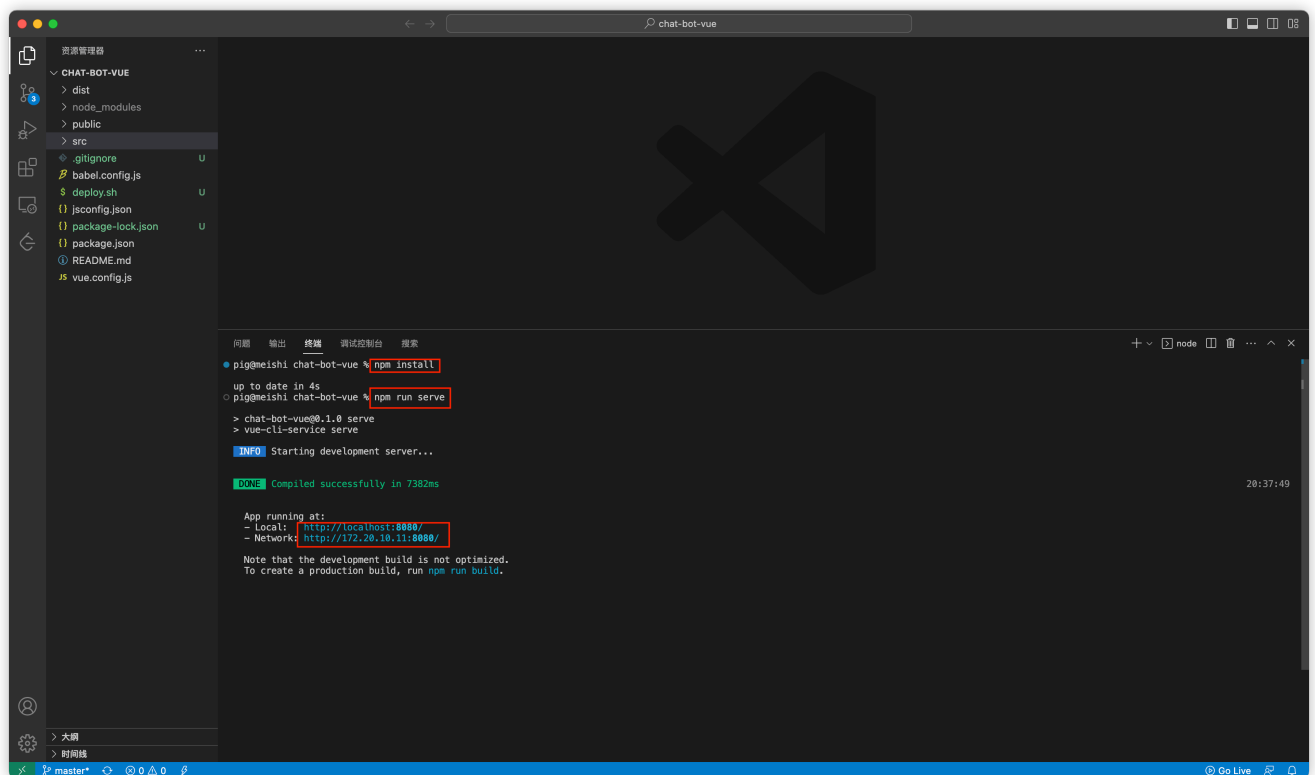 chat-bot-vue
资源管理器
CHAT-BOT-VUE
dist
node_modules
public
src
.gitignore U
babel.config.js
deploy.sh U
jsconfig.json
package-lock.json U
package.json
README.md
JS vue.config.js
3
大纲
时间线
问题 输出 终端 调试控制台 搜索
node
pig@meishi chat-bot-vue % npm install
up to date in 4s
pig@meishi chat-bot-vue % npm run serve
> chat-bot-vue@0.1.0 serve
> vue-cli-service serve
INFO Starting development server...
DONE Compiled successfully in 7382ms 20:37:49
App running at:
- Local: http://localhost:8080/
- Network: http://172.20.10.11:8080/
Note that the development build is not optimized.
To create a production build, run npm run build.
master* 0 0 Go Live